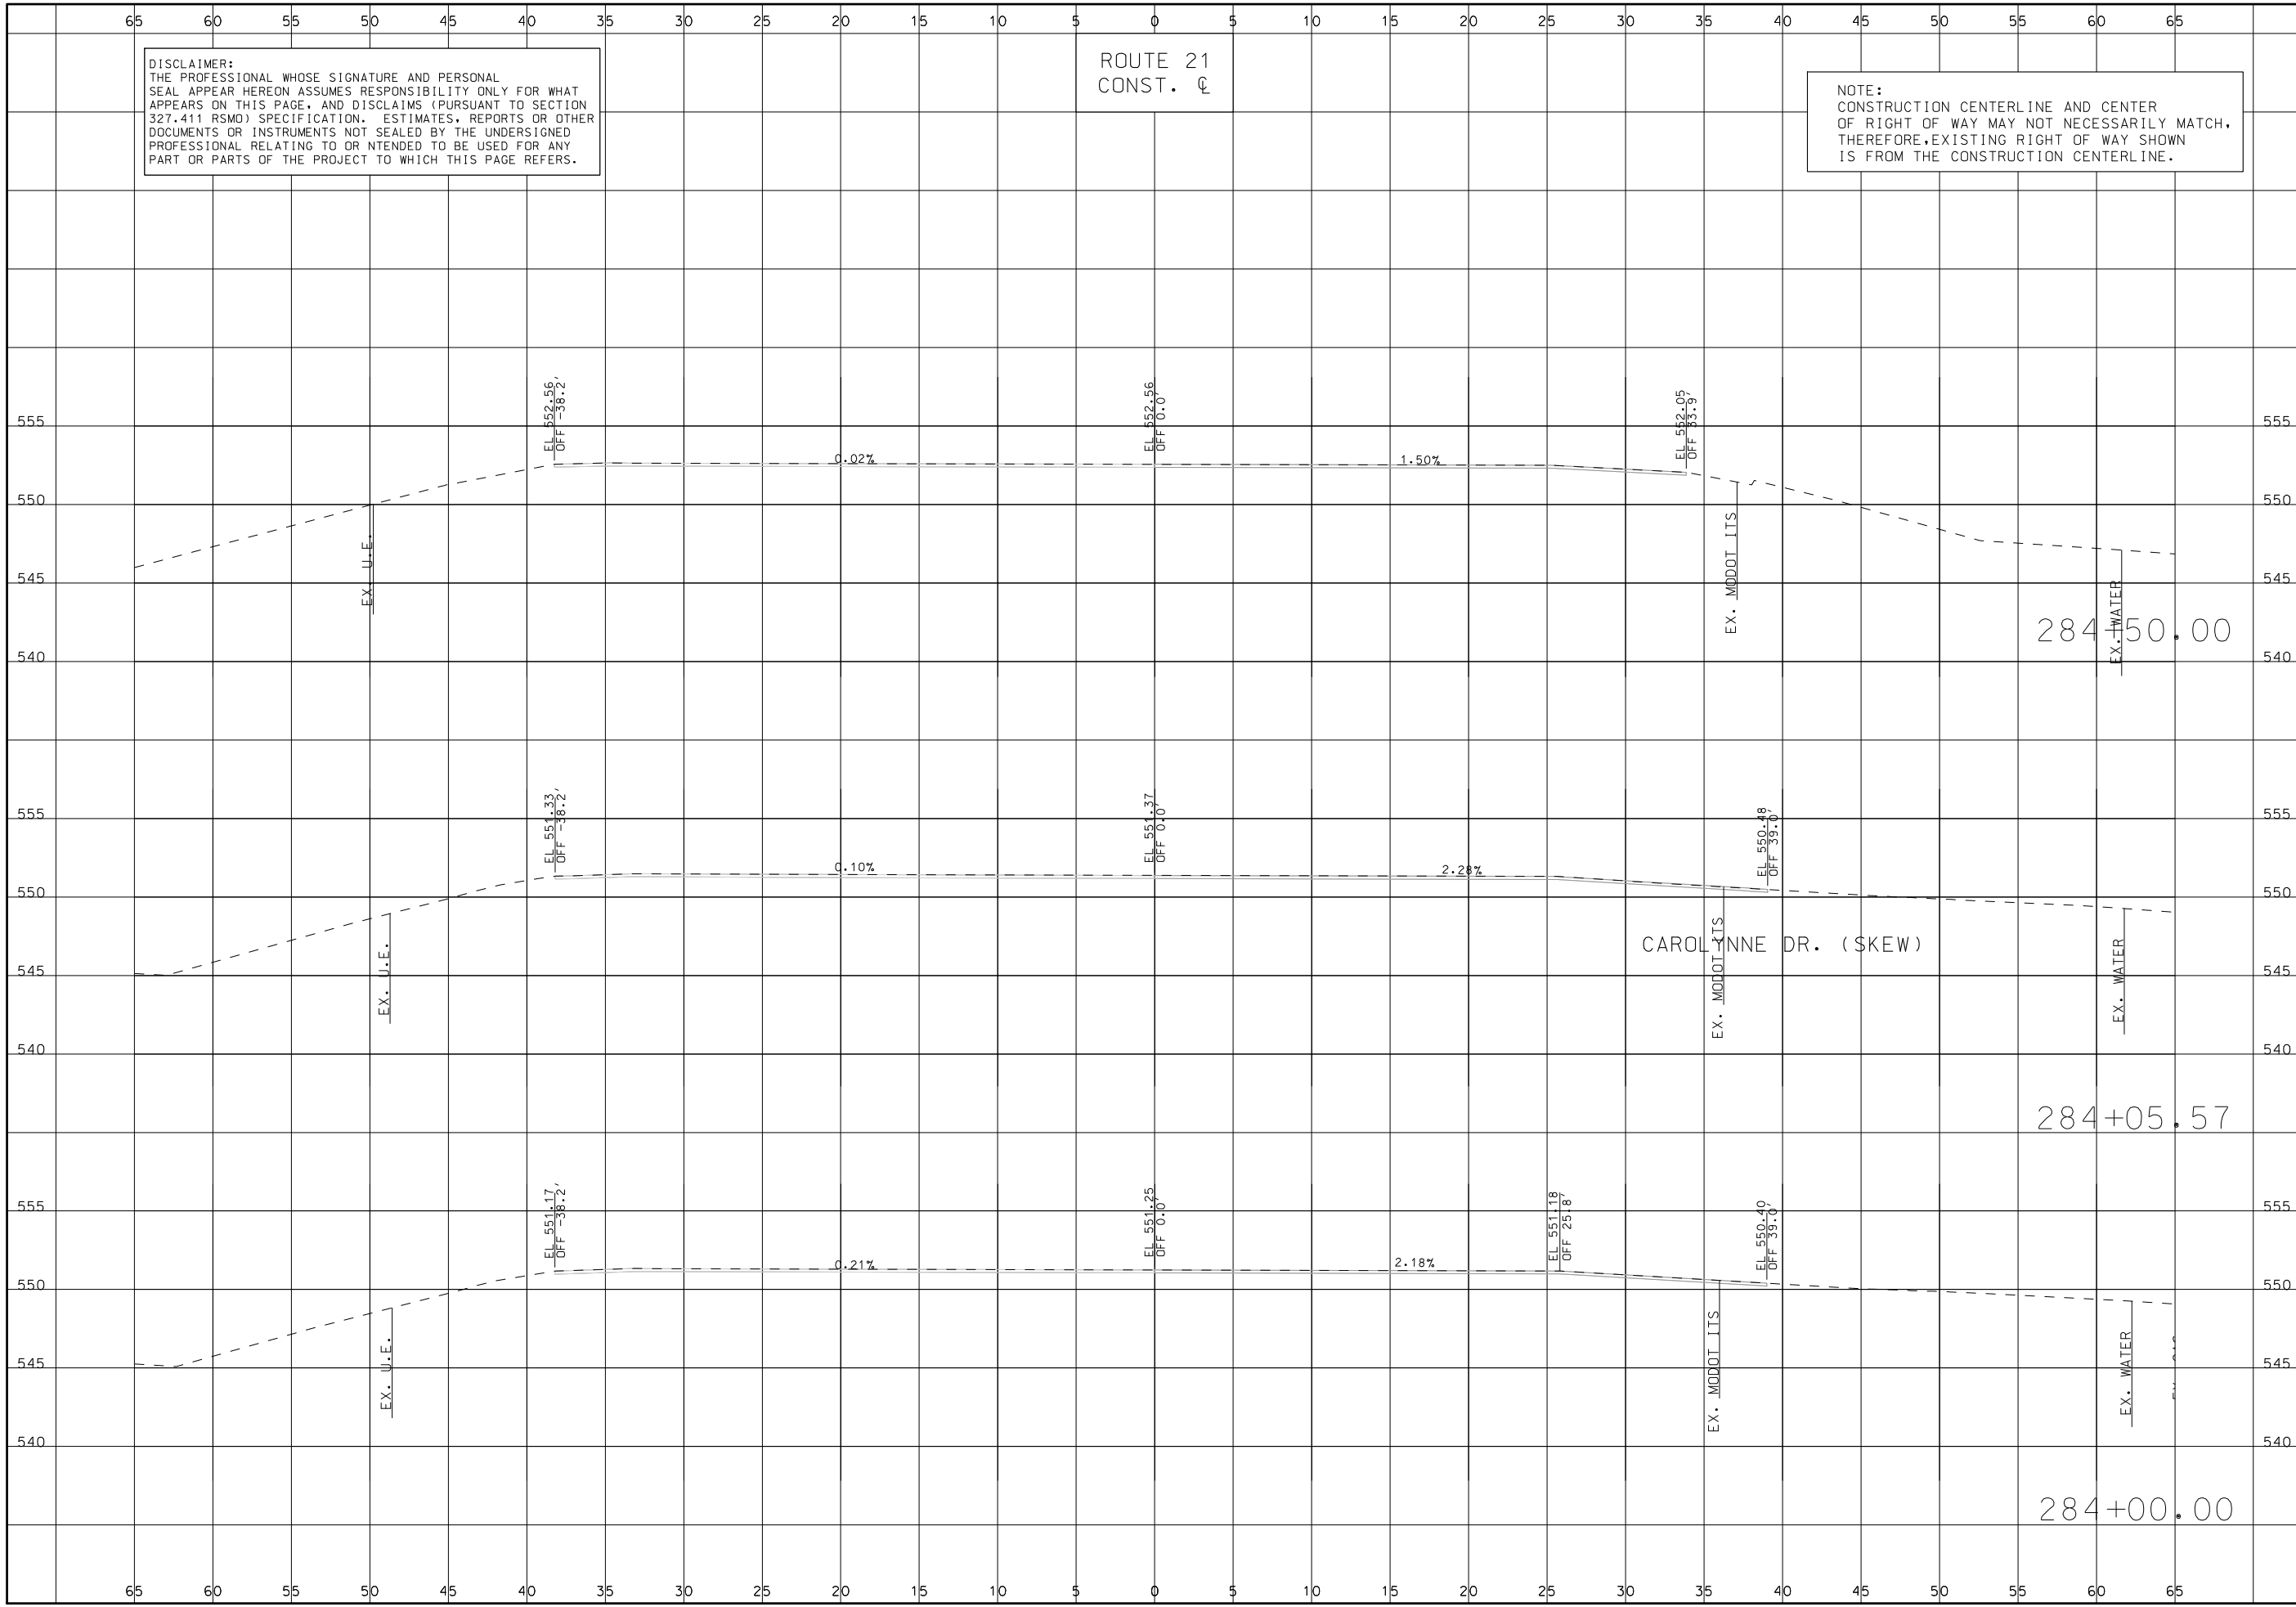 65 60 55 50 45 40 35 30 25 20 15 10 5 0 5 10 15 20 25 30 35 40 45 50 55 60 65
DISCLAIMER:
THE PROFESSIONAL WHOSE SIGNATURE AND PERSONAL
SEAL APPEAR HEREON ASSUMES RESPONSIBILITY ONLY FOR WHAT
APPEARS ON THIS PAGE, AND DISCLAIMS (PURSUANT TO SECTION
327.411 RSMO) SPECIFICATION. ESTIMATES, REPORTS OR OTHER
DOCUMENTS OR INSTRUMENTS NOT SEALED BY THE UNDERSIGNED
PROFESSIONAL RELATING TO OR NTENDED TO BE USED FOR ANY
PART OR PARTS OF THE PROJECT TO WHICH THIS PAGE REFERS.
ROUTE 21
CONST. ℄
NOTE:
CONSTRUCTION CENTERLINE AND CENTER
OF RIGHT OF WAY MAY NOT NECESSARILY MATCH,
THEREFORE,EXISTING RIGHT OF WAY SHOWN
IS FROM THE CONSTRUCTION CENTERLINE.
EL 552.56
OFF -38.2'
EL 552.56
OFF 0.0'
EL 552.05
OFF 33.9'
555 555
0.02% 1.50%
550 550
EX. U.E.
EX. MODOT ITS
EX. WATER
545 545
284+50.00
540 540
EL 551.33
OFF -38.2'
EL 551.37
OFF 0.0'
EL 550.48
OFF 39.0'
555 555
0.10% 2.28%
550 550
EX. U.E.
EX. MODOT ITS
CAROLYNNE DR. (SKEW)
EX. WATER
545 545
540 540
284+05.57
EL 551.17
OFF -38.2'
EL 551.25
OFF 0.0'
EL 551.18
OFF 25.8'
EL 550.40
OFF 39.0'
555 555
0.21% 2.18%
550 550
EX. U.E.
EX. MODOT ITS
EX. WATER
545 545
540 540
284+00.00
65 60 55 50 45 40 35 30 25 20 15 10 5 0 5 10 15 20 25 30 35 40 45 50 55 60 65